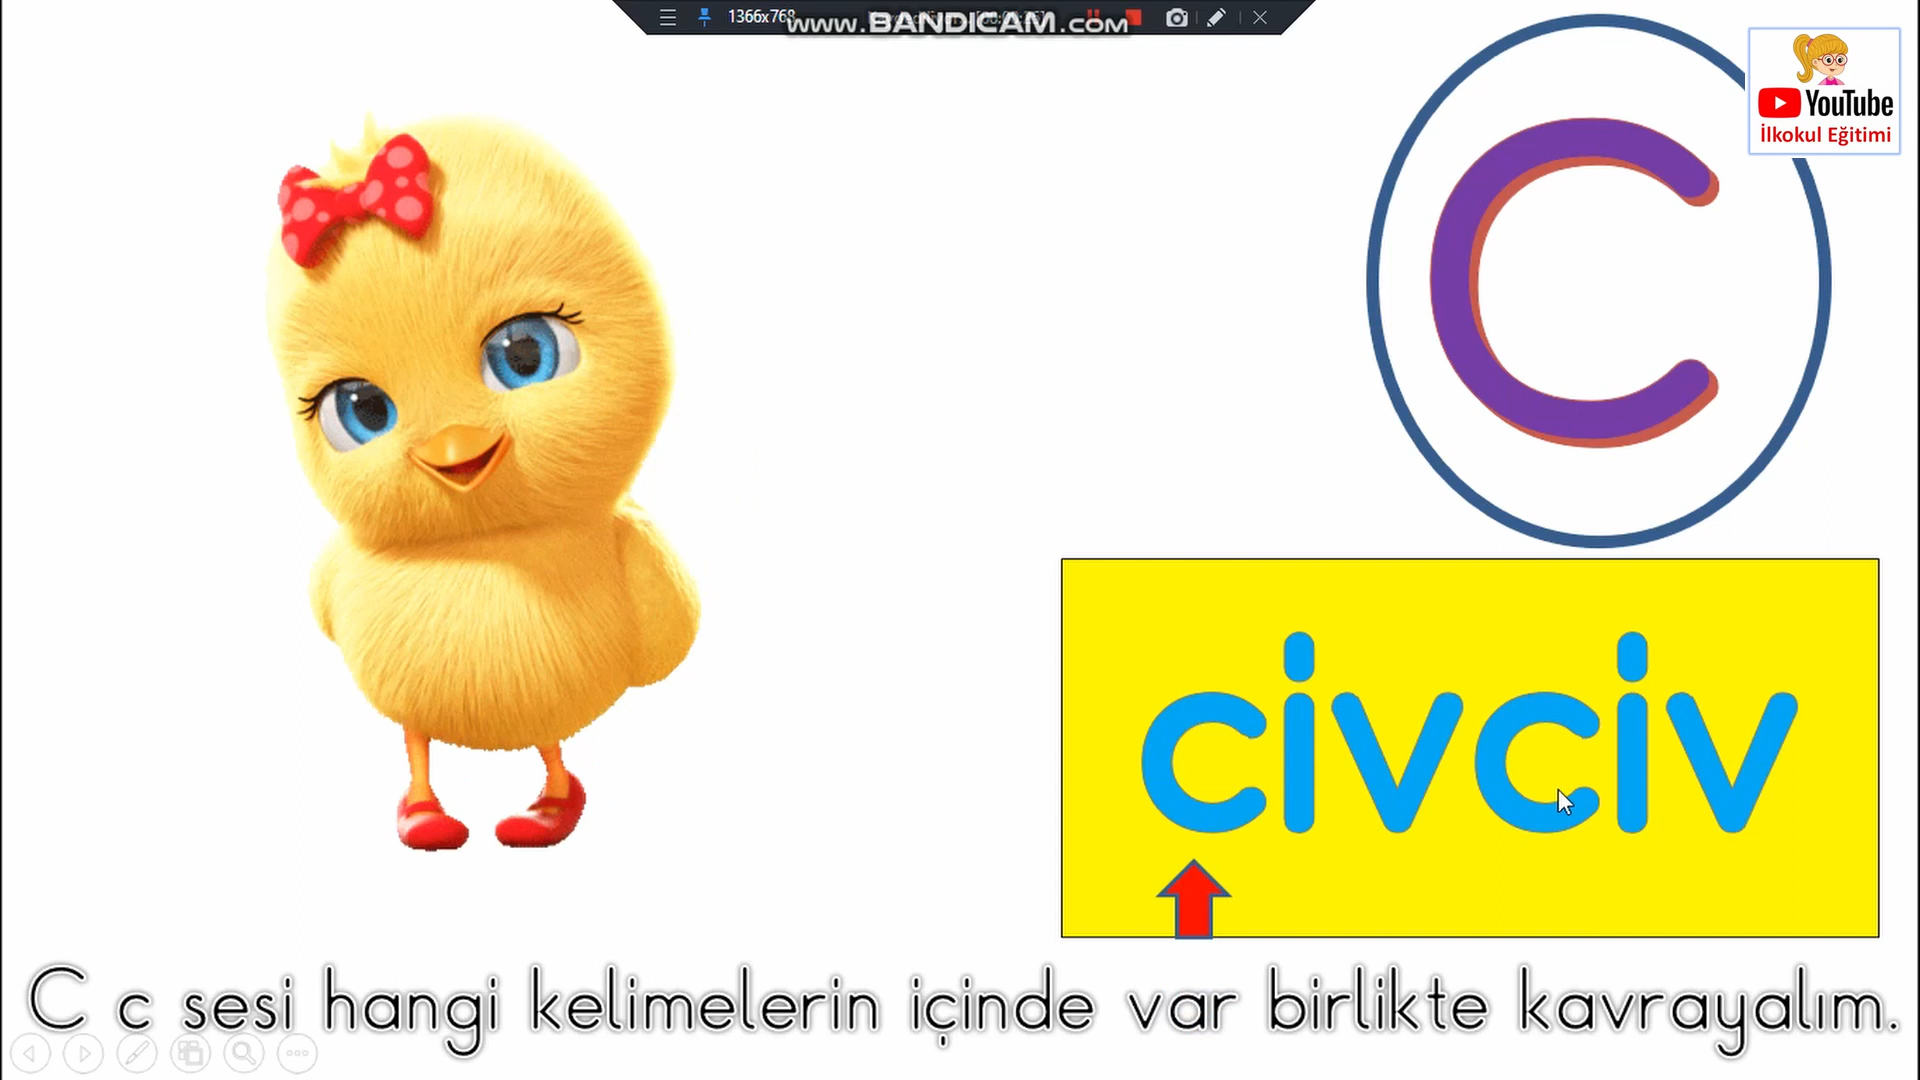 1366x768
www.BANDICAM.com
YouTube
İlkokul Eğitimi
C
civciv
C c sesi hangi kelimelerin içinde var birlikte kavrayalım.